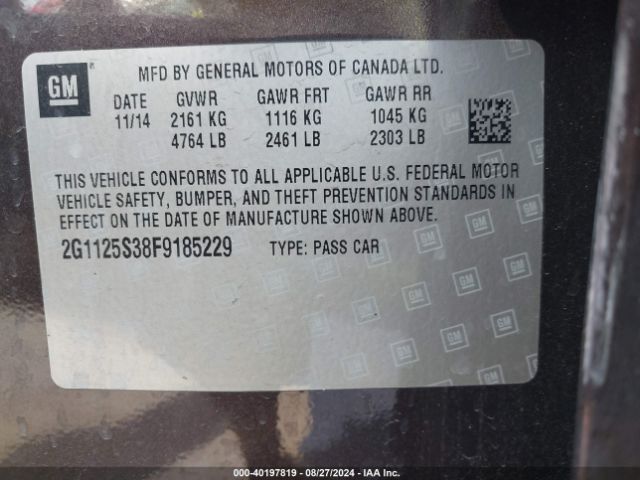 GM
MFD BY GENERAL MOTORS OF CANADA LTD.
DATE GVWR GAWR FRT GAWR RR
11/14 2161 KG 1116 KG 1045 KG
4764 LB 2461 LB 2303 LB
THIS VEHICLE CONFORMS TO ALL APPLICABLE U.S. FEDERAL MOTOR
VEHICLE SAFETY, BUMPER, AND THEFT PREVENTION STANDARDS IN
EFFECT ON THE DATE OF MANUFACTURE SHOWN ABOVE.
2G1125S38F9185229 TYPE: PASS CAR
000-40197819 - 08/27/2024 - IAA Inc.